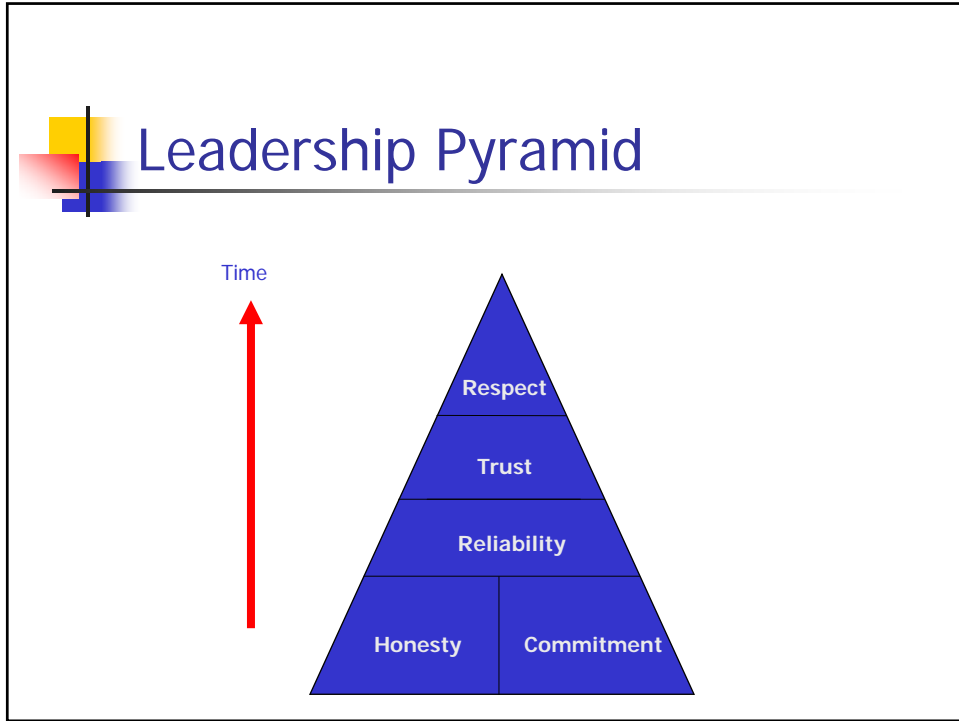 Leadership Pyramid
Time
Respect
Trust
Reliability
Honesty
Commitment